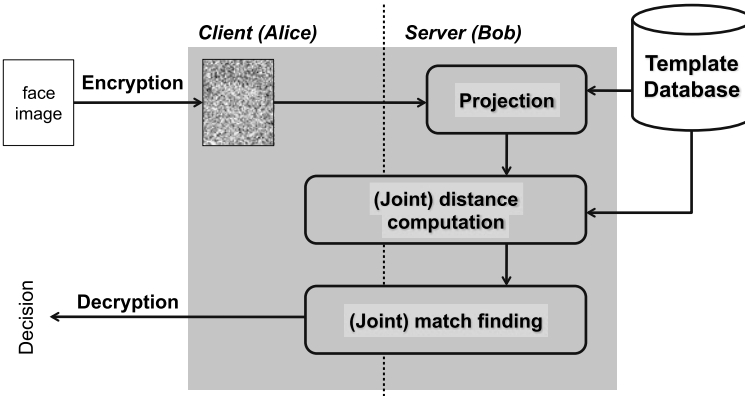 Client (Alice)
Server (Bob)
Template
Database
face
image
Encryption
Projection
(Joint) distance
computation
Decision
Decryption
(Joint) match finding